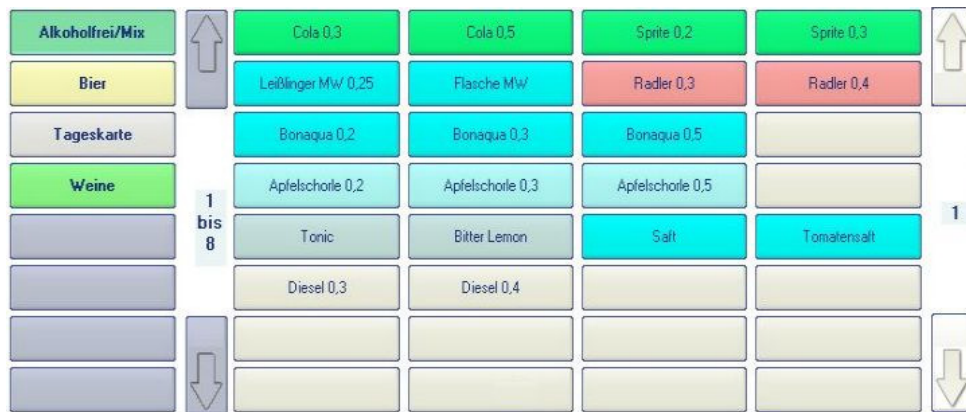 Alkoholfrei/Mix
Cola 0,3
Cola 0,5
Sprite 0,2
Sprite 0,3
Bier
Leißlinger MW 0,25
Flasche MW
Radler 0,3
Radler 0,4
Tageskarte
Bonaqua 0,2
Bonaqua 0,3
Bonaqua 0,5
Weine
Apfelschorle 0,2
Apfelschorle 0,3
Apfelschorle 0,5
1
bis
8
1
Tonic
Bitter Lemon
Saft
Tomatensaft
Diesel 0,3
Diesel 0,4